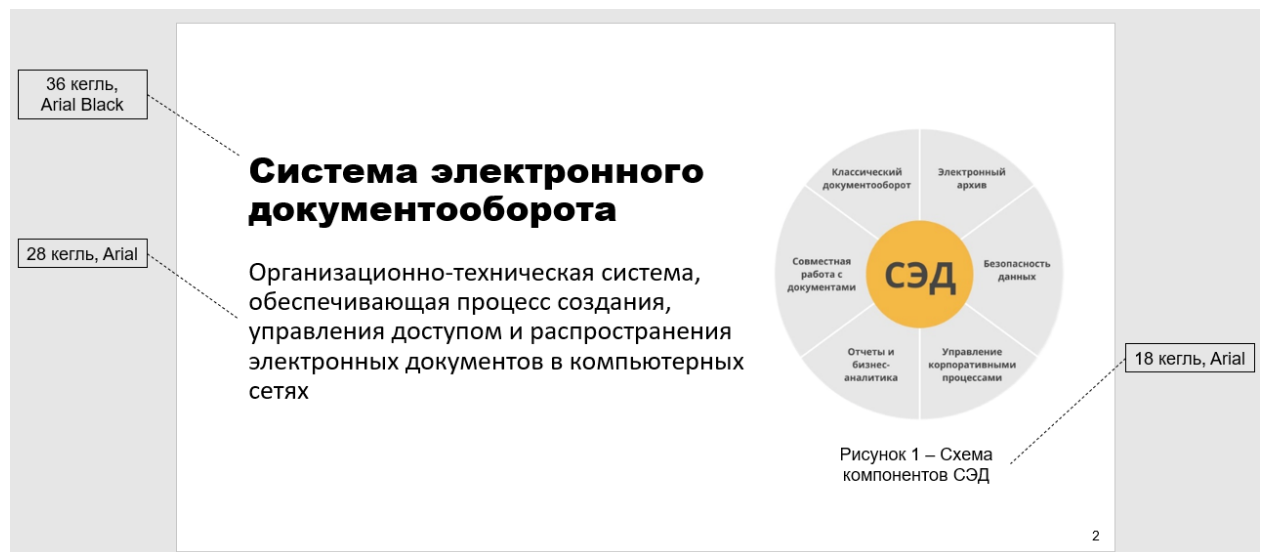 36 кегль,
Arial Black
Система электронного
документооборота
28 кегль, Arial
Организационно-техническая система,
обеспечивающая процесс создания,
управления доступом и распространения
электронных документов в компьютерных
сетях
Классический
документооборот
Электронный
архив
Совместная
работа с
документами
СЭД
Безопасность
данных
Отчеты и
бизнес-
аналитика
Управление
корпоративными
процессами
18 кегль, Arial
Рисунок 1 – Схема
компонентов СЭД
2